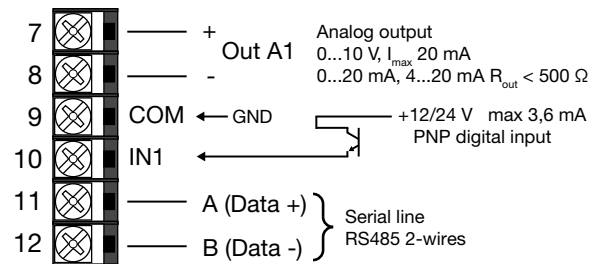 7 + Out A1 Analog output
0...10 V, Imax 20 mA
8 - 0...20 mA, 4...20 mA Rout < 500 Ω
9 COM GND +12/24 V max 3,6 mA
PNP digital input
10 IN1
11 A (Data +) Serial line
12 B (Data -) RS485 2-wires